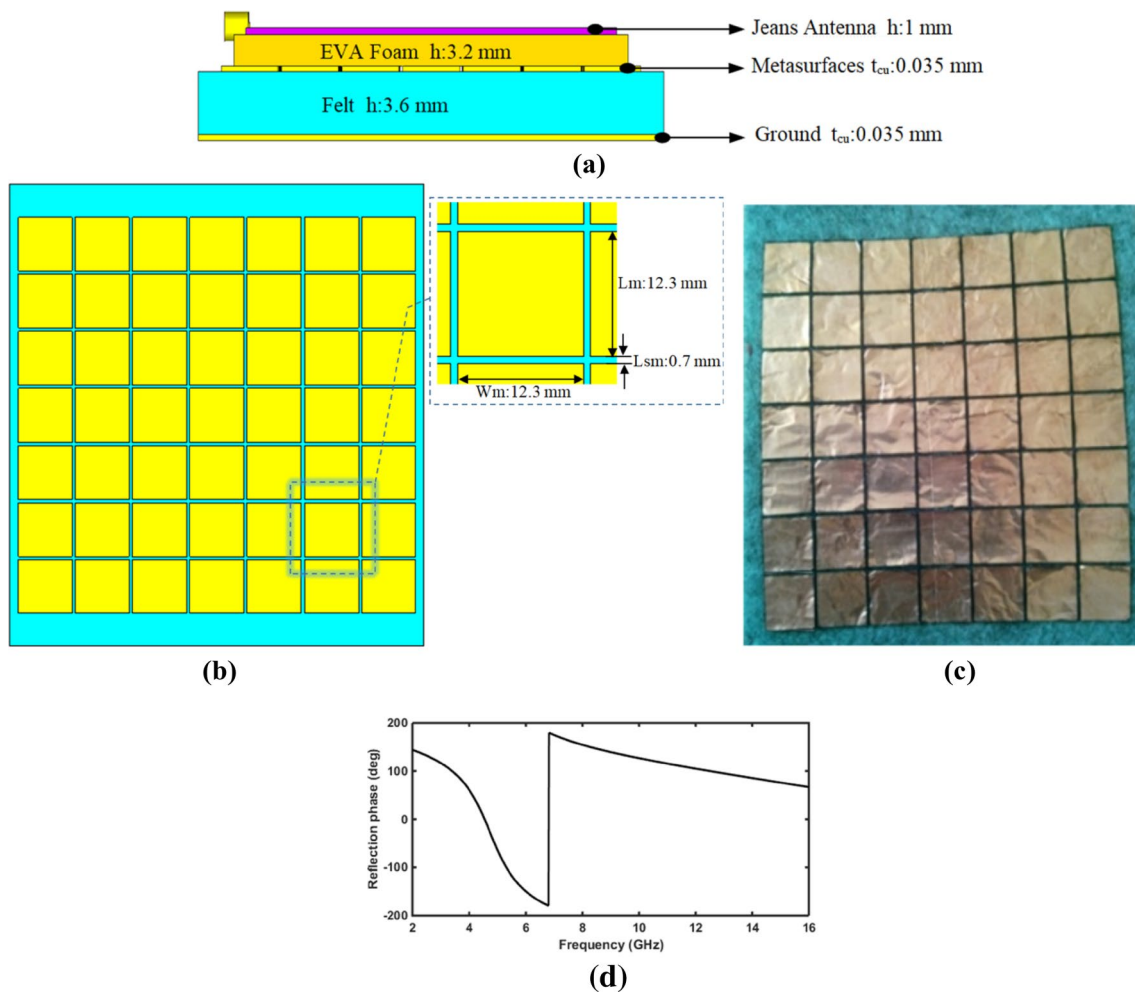 Jeans Antenna h:1 mm
EVA Foam h:3.2 mm
Metasurfaces tcu:0.035 mm
Felt h:3.6 mm
Ground tcu:0.035 mm
(a)
Lm:12.3 mm
Lsm:0.7 mm
Wm:12.3 mm
(b)
(c)
200
100
0
-100
-200
Reflection phase (deg)
2 4 6 8 10 12 14 16
Frequency (GHz)
(d)